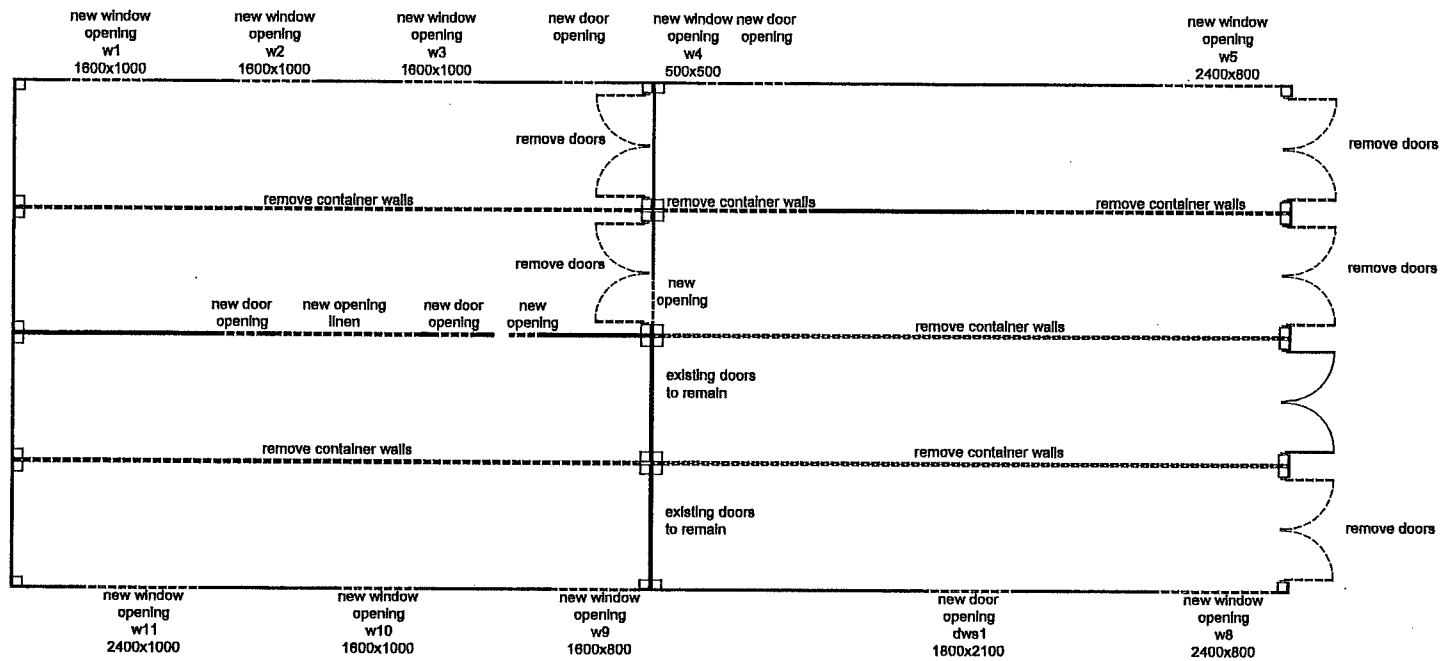 new window
opening
w1
1600x1000
new window
opening
w2
1600x1000
new window
opening
w3
1600x1000
new door
opening
new window
opening
w4
500x500
new door
opening
new window
opening
w5
2400x800
remove doors
remove doors
remove container walls
remove container walls
remove container walls
remove doors
remove doors
new
opening
new door
opening
new opening
linen
new door
opening
new
opening
remove container walls
existing doors
to remain
remove container walls
remove container walls
existing doors
to remain
remove doors
new window
opening
w11
2400x1000
new window
opening
w10
1600x1000
new window
opening
w9
1600x800
new door
opening
dws1
1800x2100
new window
opening
w8
2400x800